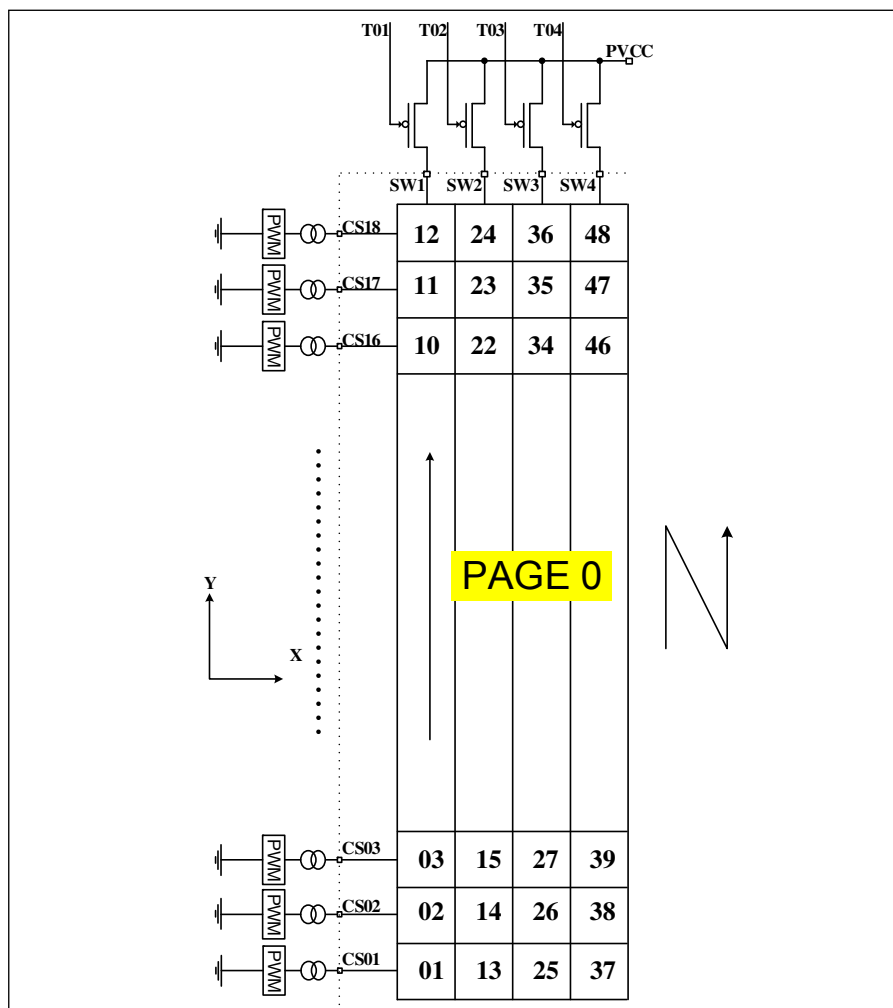 T01 T02 T03 T04
PVCC
SW1 SW2 SW3 SW4
PWM CS18 12 24 36 48
PWM CS17 11 23 35 47
PWM CS16 10 22 34 46
PAGE 0
Y
X
PWM CS03 03 15 27 39
PWM CS02 02 14 26 38
PWM CS01 01 13 25 37